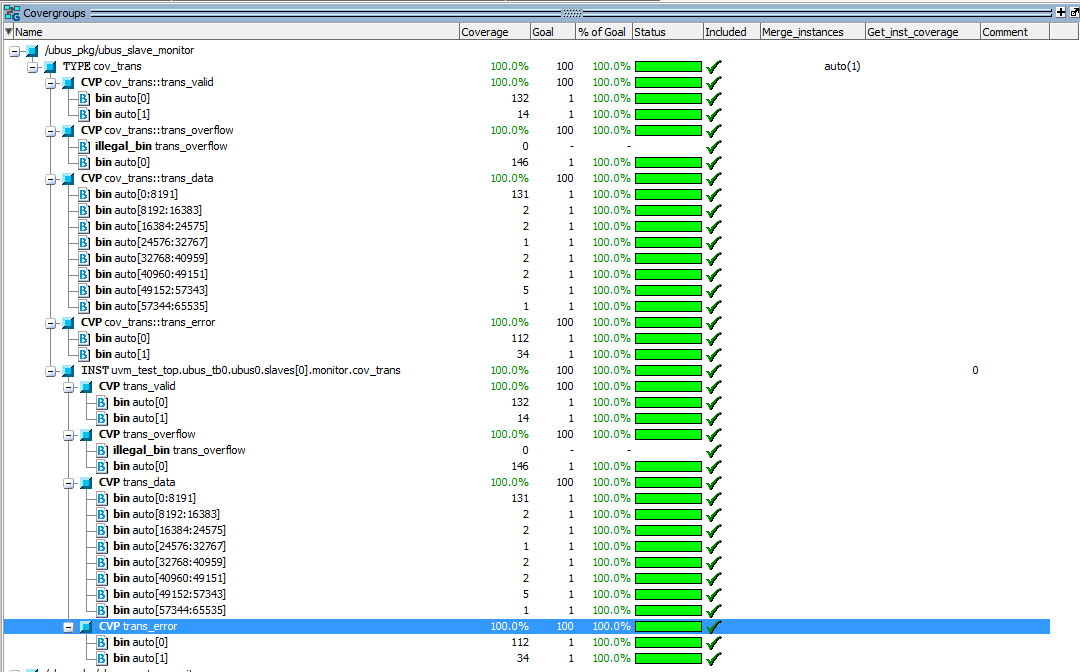 Covergroups
Name Coverage Goal % of Goal Status Included Merge_instances Get_inst_coverage Comment
/ubus_pkg/ubus_slave_monitor
TYPE cov_trans 100.0% 100 100.0% auto(1)
CVP cov_trans::trans_valid 100.0% 100 100.0%
B] bin auto[0] 132 1 100.0%
B] bin auto[1] 14 1 100.0%
CVP cov_trans::trans_overflow 100.0% 100 100.0%
B] illegal_bin trans_overflow 0 - -
B] bin auto[0] 146 1 100.0%
CVP cov_trans::trans_data 100.0% 100 100.0%
B] bin auto[0:8191] 131 1 100.0%
B] bin auto[8192:16383] 2 1 100.0%
B] bin auto[16384:24575] 2 1 100.0%
B] bin auto[24576:32767] 1 1 100.0%
B] bin auto[32768:40959] 2 1 100.0%
B] bin auto[40960:49151] 2 1 100.0%
B] bin auto[49152:57343] 5 1 100.0%
B] bin auto[57344:65535] 1 1 100.0%
CVP cov_trans::trans_error 100.0% 100 100.0%
B] bin auto[0] 112 1 100.0%
B] bin auto[1] 34 1 100.0%
INST uvm_test_top.ubus_tb0.ubus0.slaves[0].monitor.cov_trans 100.0% 100 100.0% 0
CVP trans_valid 100.0% 100 100.0%
B] bin auto[0] 132 1 100.0%
B] bin auto[1] 14 1 100.0%
CVP trans_overflow 100.0% 100 100.0%
B] illegal_bin trans_overflow 0 - -
B] bin auto[0] 146 1 100.0%
CVP trans_data 100.0% 100 100.0%
B] bin auto[0:8191] 131 1 100.0%
B] bin auto[8192:16383] 2 1 100.0%
B] bin auto[16384:24575] 2 1 100.0%
B] bin auto[24576:32767] 1 1 100.0%
B] bin auto[32768:40959] 2 1 100.0%
B] bin auto[40960:49151] 2 1 100.0%
B] bin auto[49152:57343] 5 1 100.0%
B] bin auto[57344:65535] 1 1 100.0%
CVP trans_error 100.0% 100 100.0%
B] bin auto[0] 112 1 100.0%
B] bin auto[1] 34 1 100.0%